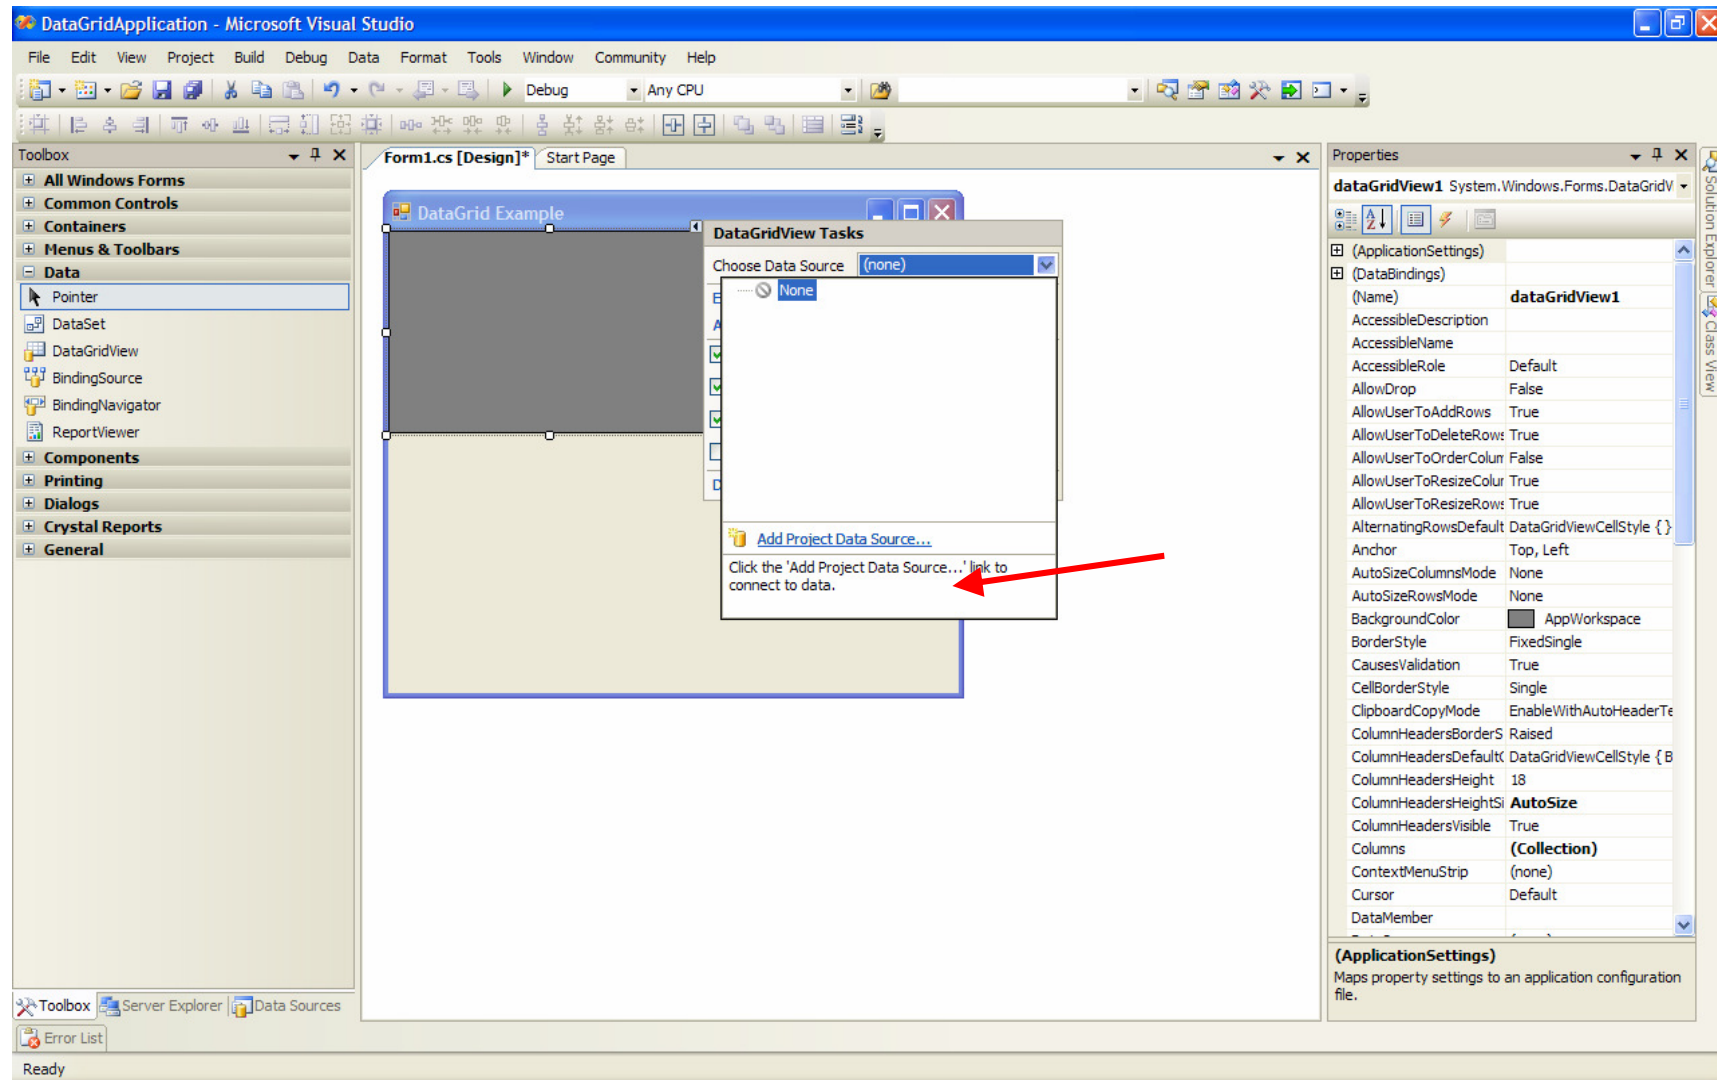 DataGridApplication - Microsoft Visual Studio
File Edit View Project Build Debug Data Format Tools Window Community Help
Debug Any CPU
Toolbox
All Windows Forms
Common Controls
Containers
Menus & Toolbars
Data
Pointer
DataSet
DataGridView
BindingSource
BindingNavigator
ReportViewer
Components
Printing
Dialogs
Crystal Reports
General
Toolbox Server Explorer Data Sources
Form1.cs [Design]* Start Page
DataGrid Example
DataGridView Tasks
Choose Data Source (none)
None
Add Project Data Source...
Click the 'Add Project Data Source...' link to
connect to data.
Properties
dataGridView1 System.Windows.Forms.DataGridV
(ApplicationSettings)
(DataBindings)
(Name) dataGridView1
AccessibleDescription
AccessibleName
AccessibleRole Default
AllowDrop False
AllowUserToAddRows True
AllowUserToDeleteRows True
AllowUserToOrderColum False
AllowUserToResizeColur True
AllowUserToResizeRows True
AlternatingRowsDefault DataGridViewCellStyle { }
Anchor Top, Left
AutoSizeColumnsMode None
AutoSizeRowsMode None
BackgroundColor AppWorkspace
BorderStyle FixedSingle
CausesValidation True
CellBorderStyle Single
ClipboardCopyMode EnableWithAutoHeaderTe
ColumnHeadersBorderS Raised
ColumnHeadersDefaultC DataGridViewCellStyle { B
ColumnHeadersHeight 18
ColumnHeadersHeightSi AutoSize
ColumnHeadersVisible True
Columns (Collection)
ContextMenuStrip (none)
Cursor Default
DataMember
(ApplicationSettings)
Maps property settings to an application configuration
file.
Solution Explorer
Class View
Error List
Ready